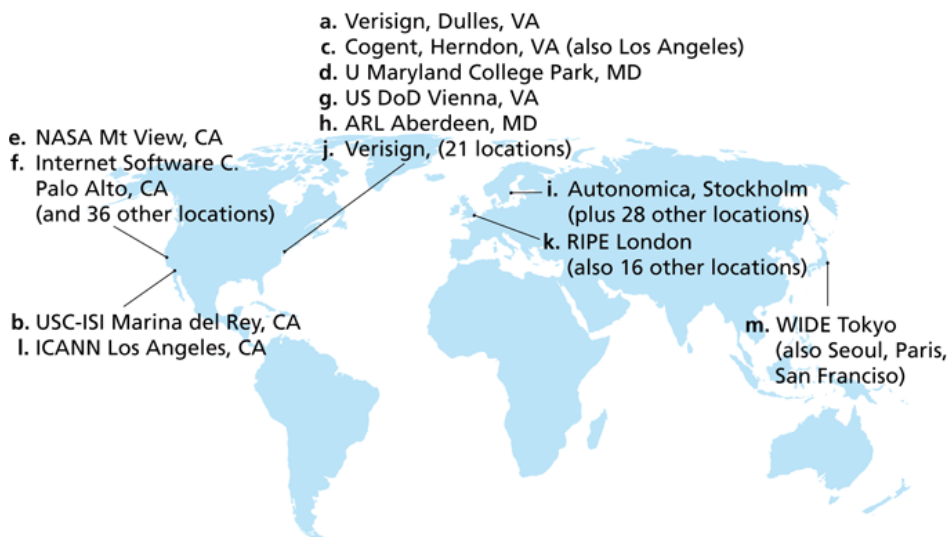 a. Verisign, Dulles, VA
c. Cogent, Herndon, VA (also Los Angeles)
d. U Maryland College Park, MD
g. US DoD Vienna, VA
h. ARL Aberdeen, MD
j. Verisign, (21 locations)
e. NASA Mt View, CA
f. Internet Software C.
Palo Alto, CA
(and 36 other locations)
i. Autonomica, Stockholm
(plus 28 other locations)
k. RIPE London
(also 16 other locations)
b. USC-ISI Marina del Rey, CA
l. ICANN Los Angeles, CA
m. WIDE Tokyo
(also Seoul, Paris,
San Franciso)